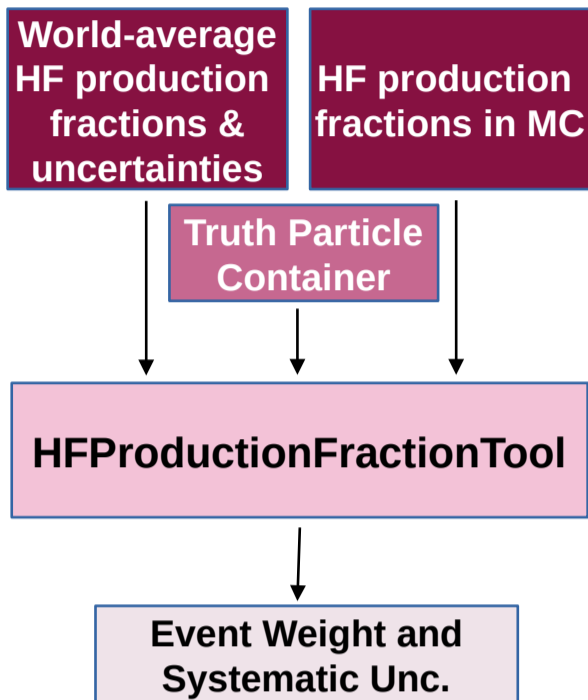 World-average
HF production
fractions &
uncertainties
HF production
fractions in MC
Truth Particle
Container
HFProductionFractionTool
Event Weight and
Systematic Unc.